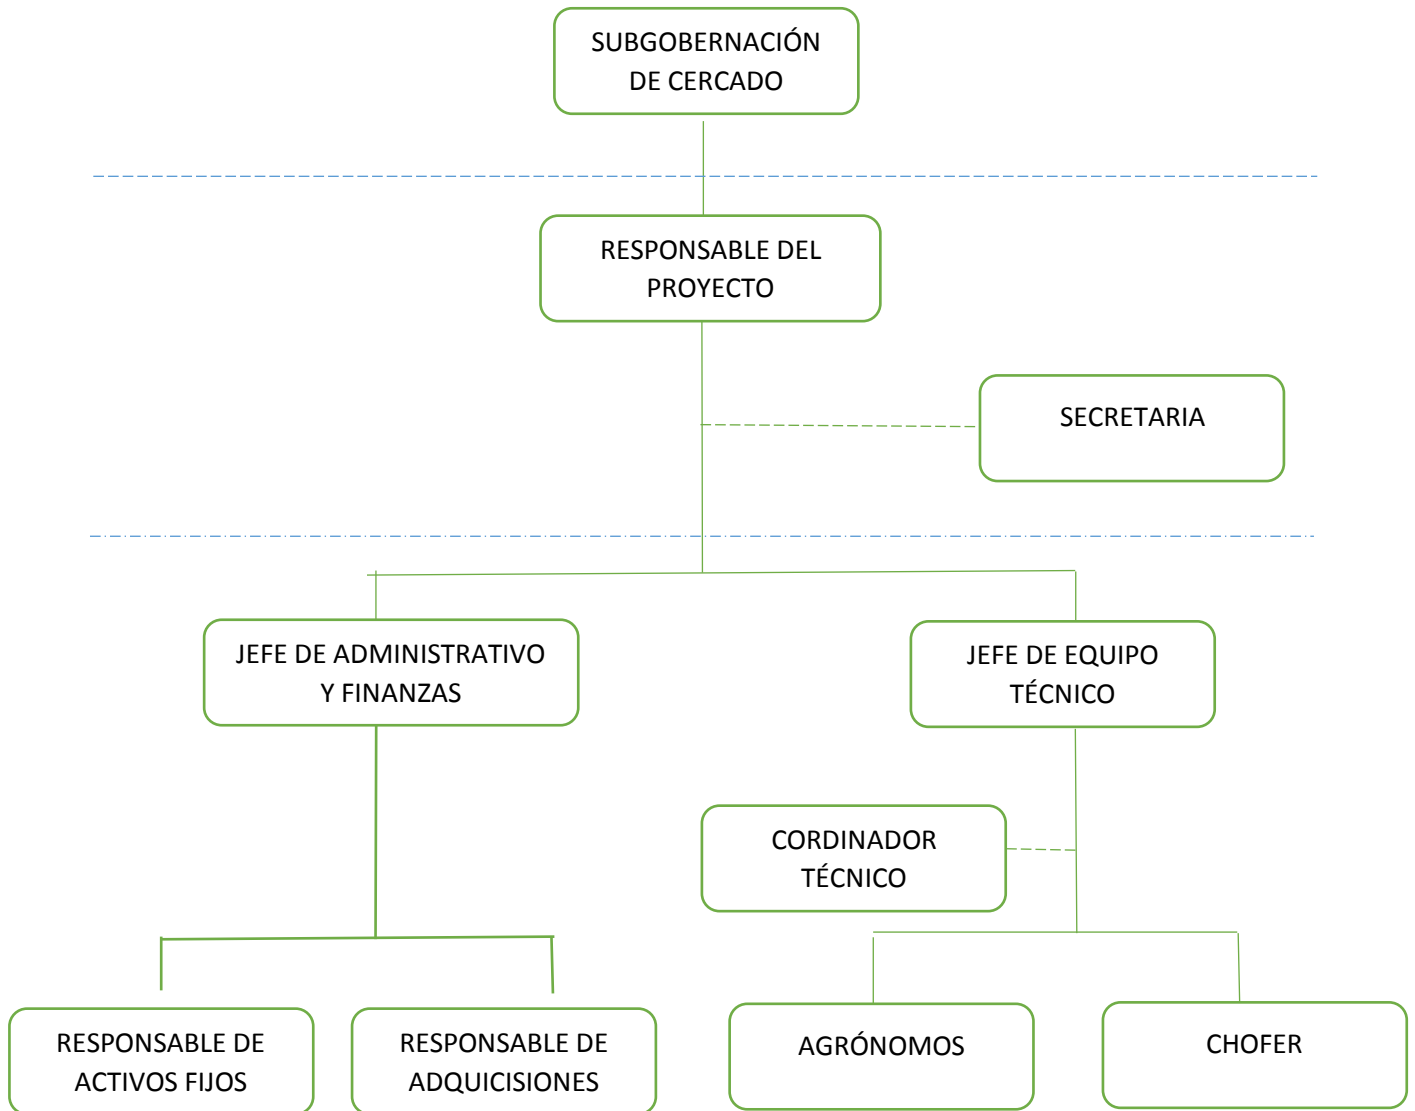 SUBGOBERNACIÓN
DE CERCADO
RESPONSABLE DEL
PROYECTO
SECRETARIA
JEFE DE ADMINISTRATIVO
Y FINANZAS
JEFE DE EQUIPO
TÉCNICO
CORDINADOR
TÉCNICO
RESPONSABLE DE
ACTIVOS FIJOS
RESPONSABLE DE
ADQUICISIONES
AGRÓNOMOS
CHOFER